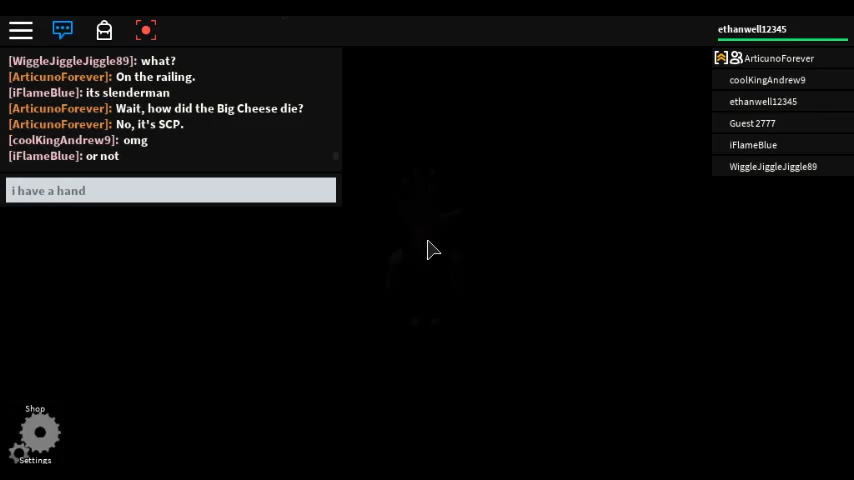 ethanwell12345
[WiggleJiggleJiggle89]: what?
[ArticunoForever]: On the railing.
[iFlameBlue]: its slenderman
[ArticunoForever]: Wait, how did the Big Cheese die?
[ArticunoForever]: No, it's SCP.
[coolKingAndrew9]: omg
[iFlameBlue]: or not
i have a hand
ArticunoForever
coolKingAndrew9
ethanwell12345
Guest 2777
iFlameBlue
WiggleJiggleJiggle89
Shop
Settings